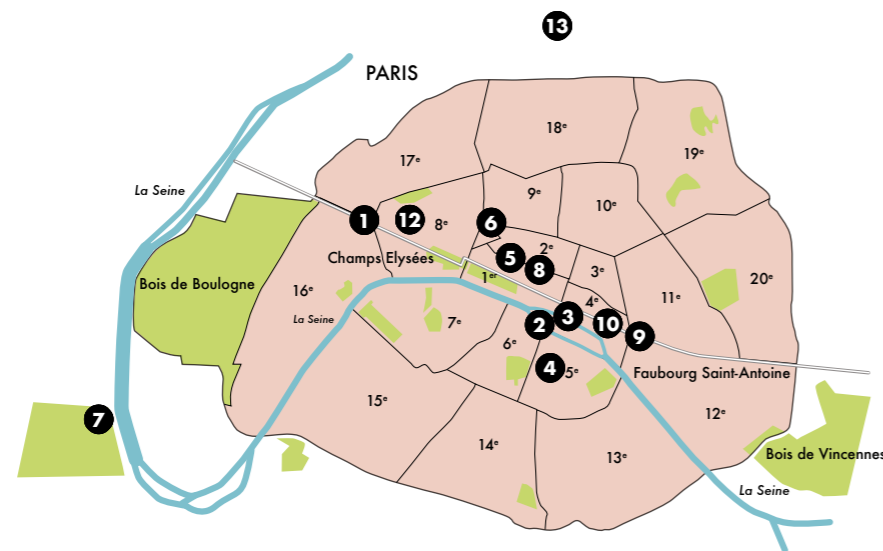 13
PARIS
18e
19e
17e
La Seine
9e
10e
1
12
8e
6
2e
Champs Elysées
5
8
3e
20e
1er
Bois de Boulogne
16e
11e
4e
La Seine
7e
2
3
10
9
6e
4
5e
Faubourg Saint-Antoine
15e
12e
7
14e
13e
Bois de Vincennes
La Seine